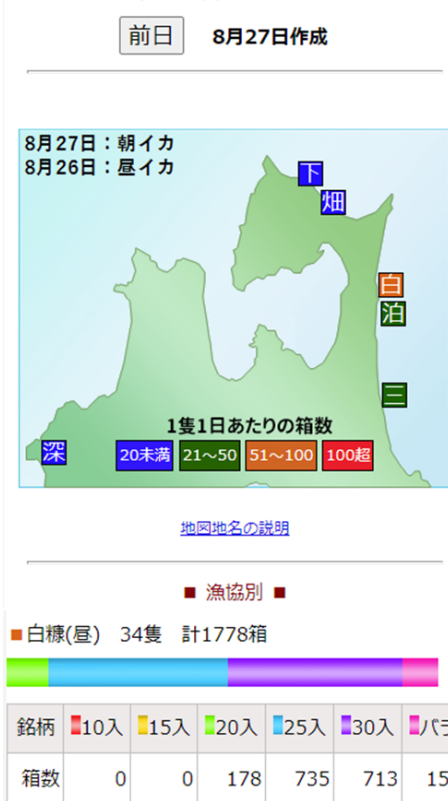 前日 8月27日作成
8月27日：朝イカ
8月26日：昼イカ
下
畑
白
泊
三
深
1隻1日あたりの箱数
20未満 21～50 51～100 100超
地図地名の説明
■ 漁協別 ■
■白糠(昼) 34隻 計1778箱
銘柄 10入 15入 20入 25入 30入 バラ
箱数 0 0 178 735 713 15